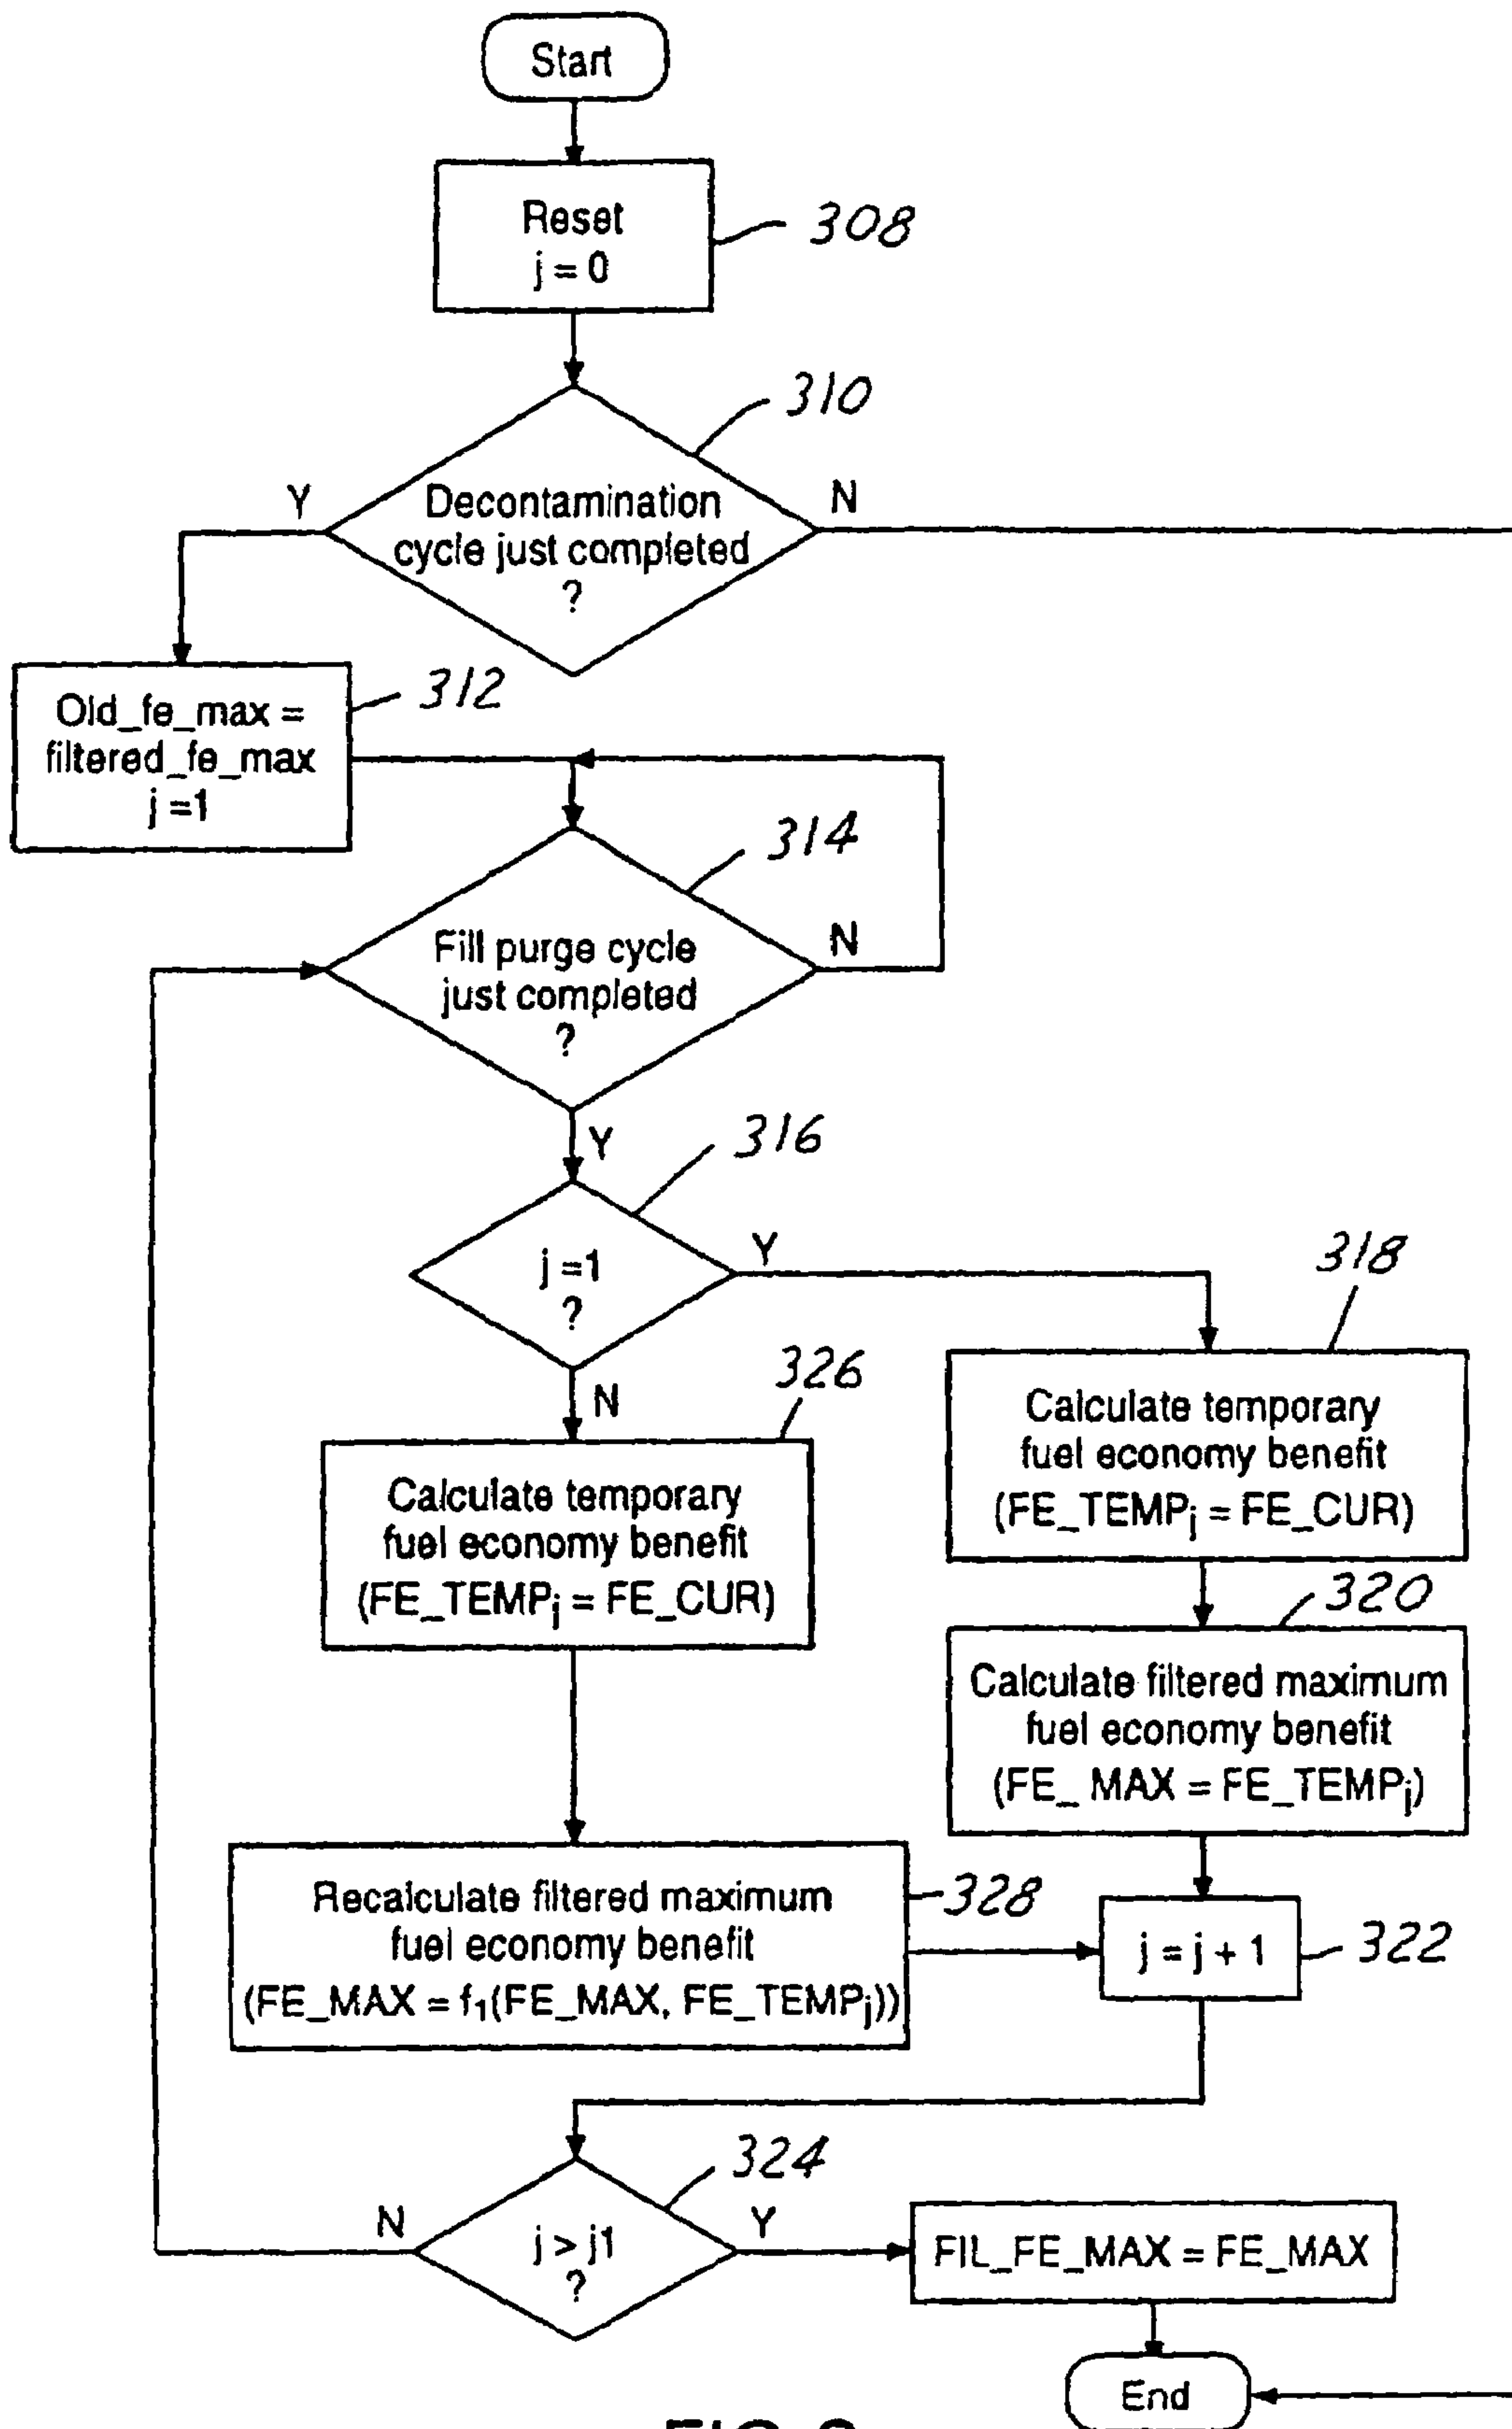 Start
Reset
j = 0
308
310
Y
N
Decontamination
cycle just completed
?
312
Old_fe_max =
filtered_fe_max
j =1
314
Fill purge cycle
just completed
?
N
Y
316
j =1
?
Y
N
318
Calculate temporary
fuel economy benefit
(FE_TEMPj = FE_CUR)
326
Calculate temporary
fuel economy benefit
(FE_TEMPj = FE_CUR)
320
Calculate filtered maximum
fuel economy benefit
(FE_ MAX = FE_TEMPj)
Recalculate filtered maximum
fuel economy benefit
(FE_MAX = f1(FE_MAX, FE_TEMPj))
328
j = j + 1
322
324
N
j > j1
?
Y
FIL_FE_MAX = FE_MAX
End